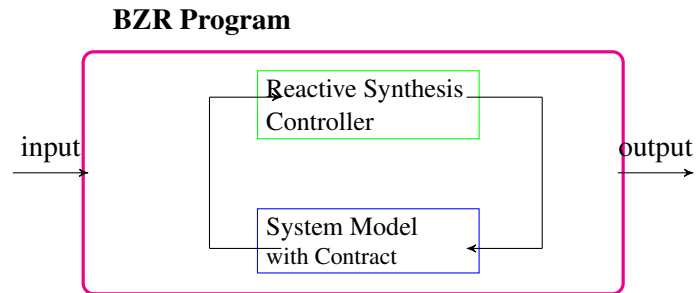 BZR Program
Reactive Synthesis
Controller
input
output
System Model
with Contract